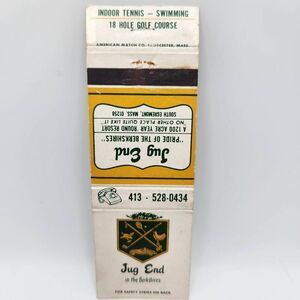 INDOOR TENNIS — SWIMMING
18 HOLE GOLF COURSE
AMERICAN MATCH CO., GLOUCESTER, MASS.
Jug End
"PRIDE OF THE BERKSHIRES"
A 1200 ACRE YEAR 'ROUND RESORT
"NO OTHER PLACE QUITE LIKE IT"
SOUTH EGREMONT, MASS. 01258
413 - 528-0434
Jug End
in the Berkshires
FOR SAFETY STRIKE ON BACK